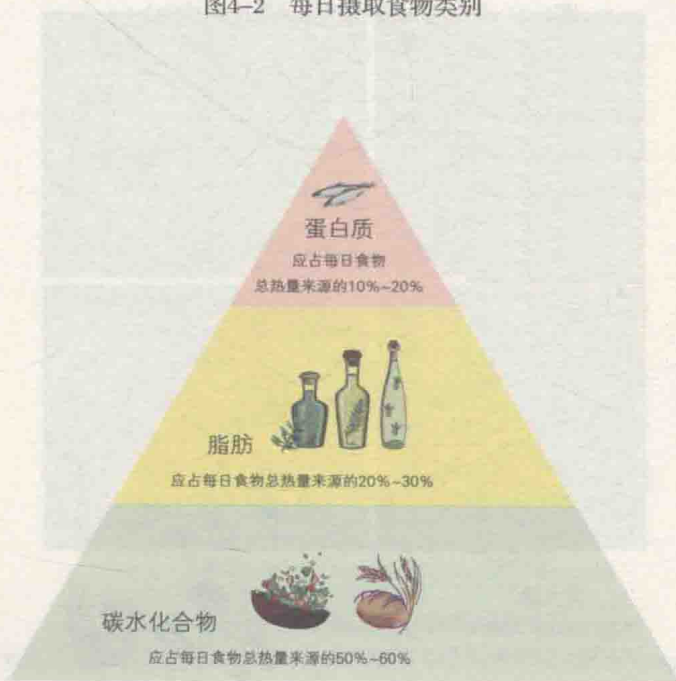 图4-2 每日摄取食物类别
蛋白质
应占每日食物
总热量来源的10%~20%
脂肪
应占每日食物总热量来源的20%~30%
碳水化合物
应占每日食物总热量来源的50%~60%